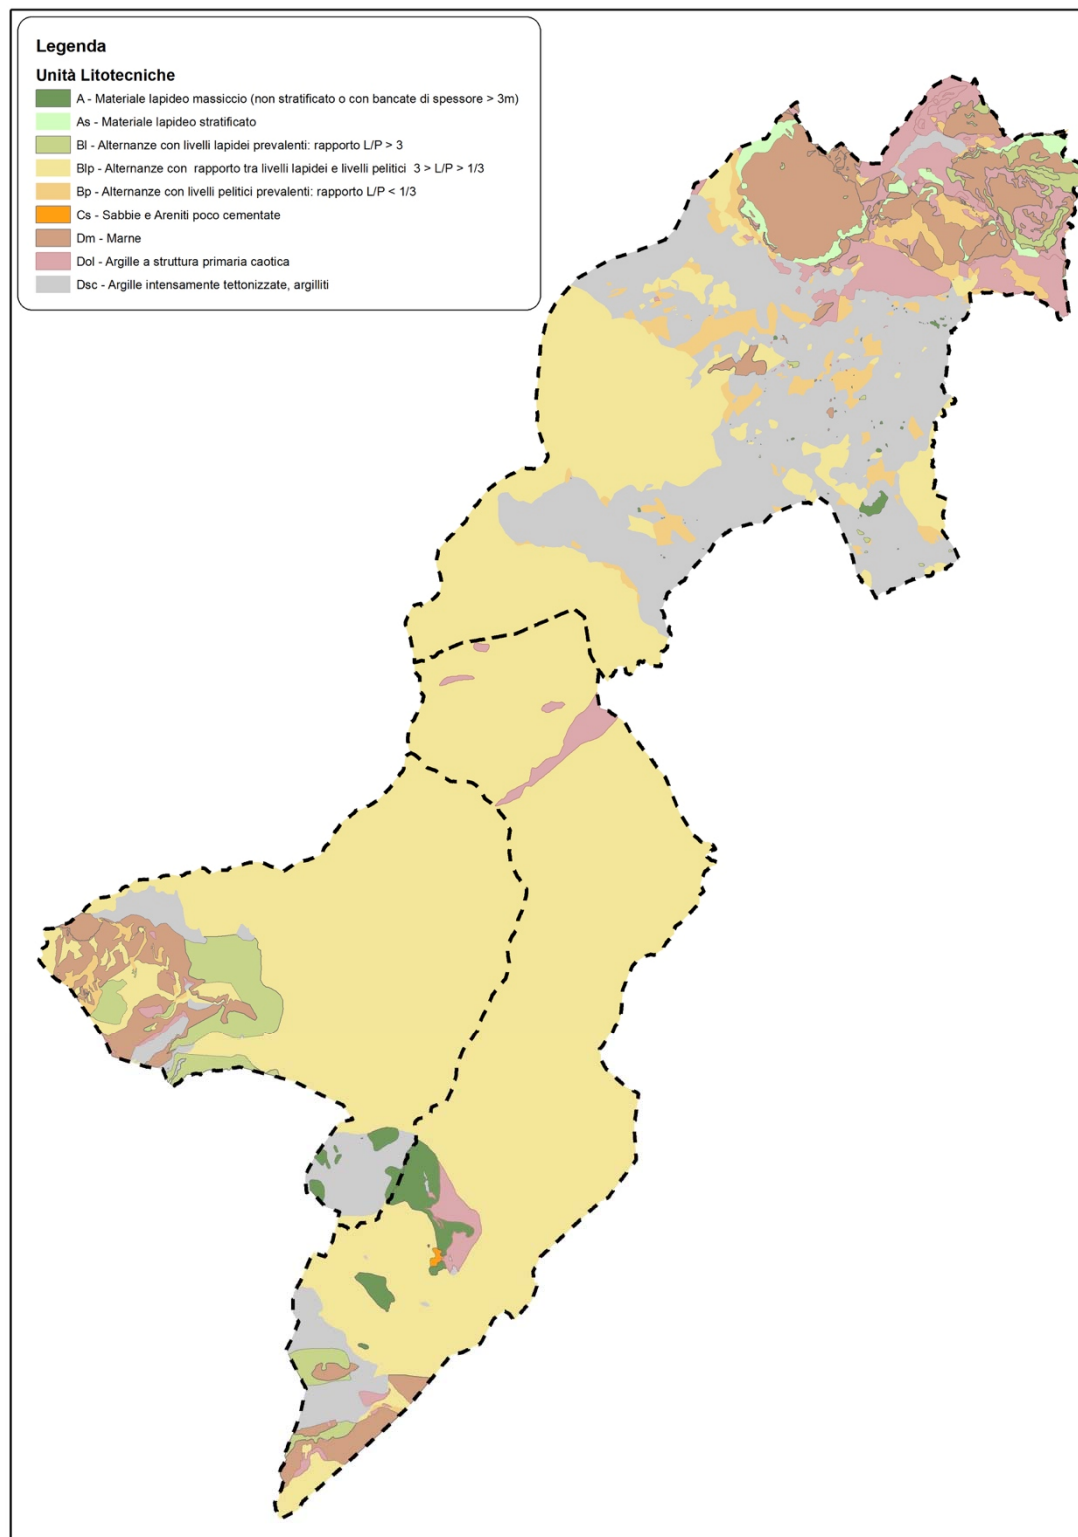 Legenda
Unità Litotecniche
A - Materiale lapideo massiccio (non stratificato o con bancate di spessore > 3m)
As - Materiale lapideo stratificato
Bl - Alternanze con livelli lapidei prevalenti: rapporto L/P > 3
Blp - Alternanze con rapporto tra livelli lapidei e livelli pelitici 3 > L/P > 1/3
Bp - Alternanze con livelli pelitici prevalenti: rapporto L/P < 1/3
Cs - Sabbie e Areniti poco cementate
Dm - Marne
Dol - Argille a struttura primaria caotica
Dsc - Argille intensamente tettonizzate, argilliti